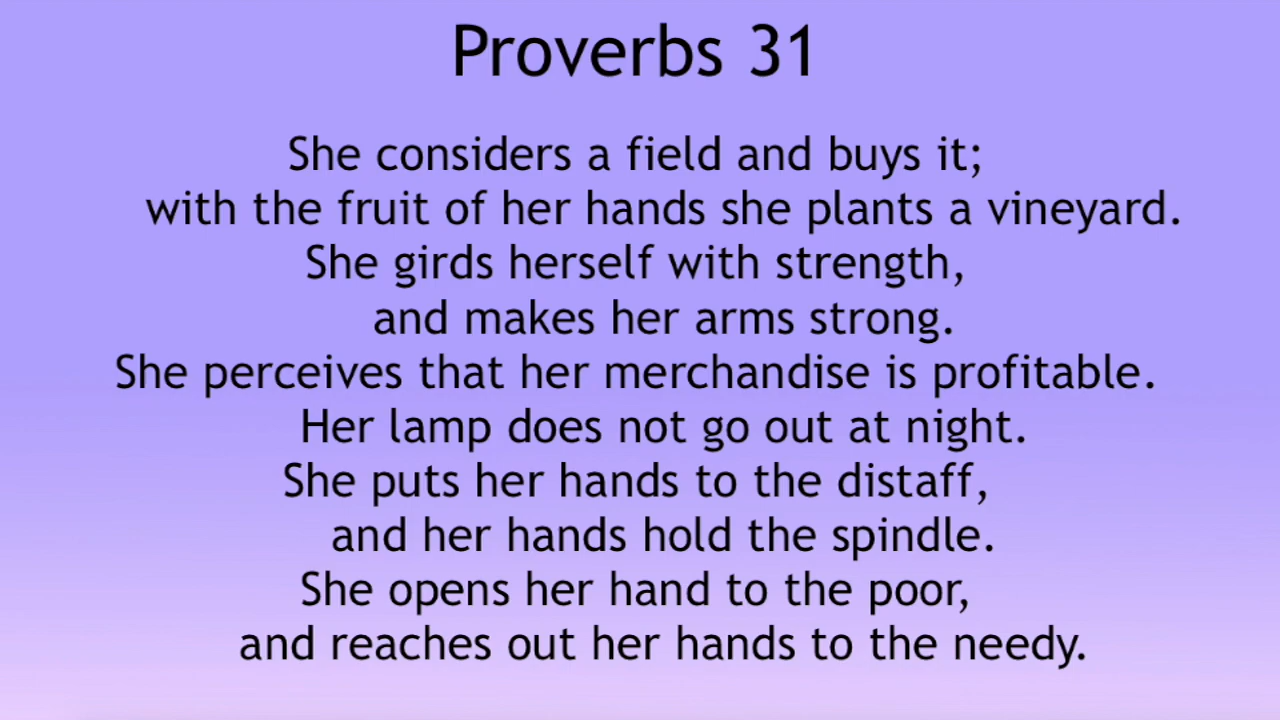 Proverbs 31
She considers a field and buys it;
with the fruit of her hands she plants a vineyard.
She girds herself with strength,
and makes her arms strong.
She perceives that her merchandise is profitable.
Her lamp does not go out at night.
She puts her hands to the distaff,
and her hands hold the spindle.
She opens her hand to the poor,
and reaches out her hands to the needy.